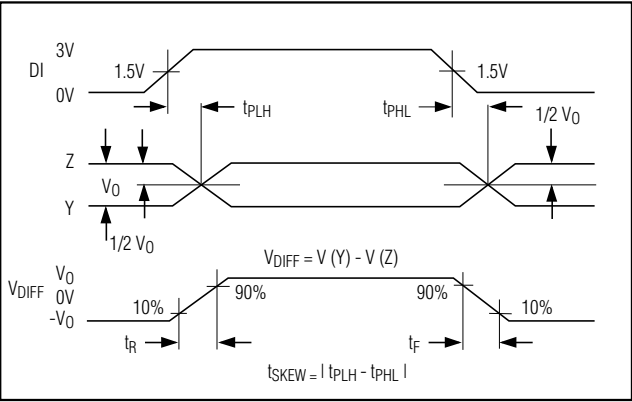 3V
DI
1.5V
1.5V
0V
tPLH
tPHL
1/2 VO
Z
VO
Y
1/2 VO
VDIFF = V (Y) - V (Z)
VO
VDIFF
0V
-VO
10%
90%
90%
10%
tR
tF
tSKEW = | tPLH - tPHL |